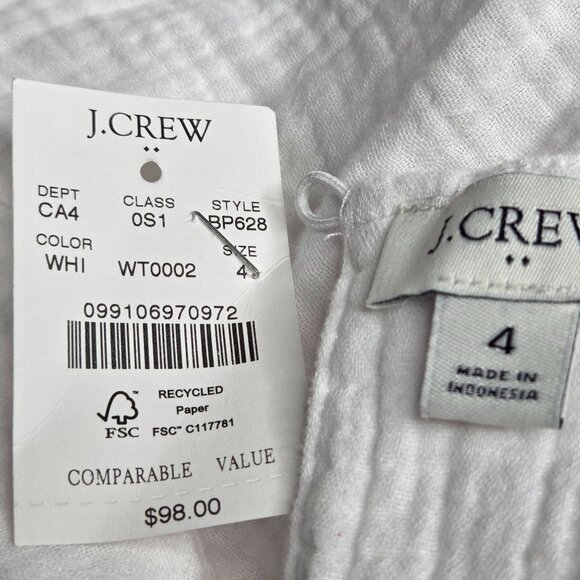 J.CREW
DEPT CLASS STYLE
CA4 0S1 BP628
COLOR SIZE
WHI WT0002 4
099106970972
RECYCLED
Paper
FSC FSC™ C117781
COMPARABLE VALUE
$98.00
J.CREW
4
MADE IN
INDONESIA